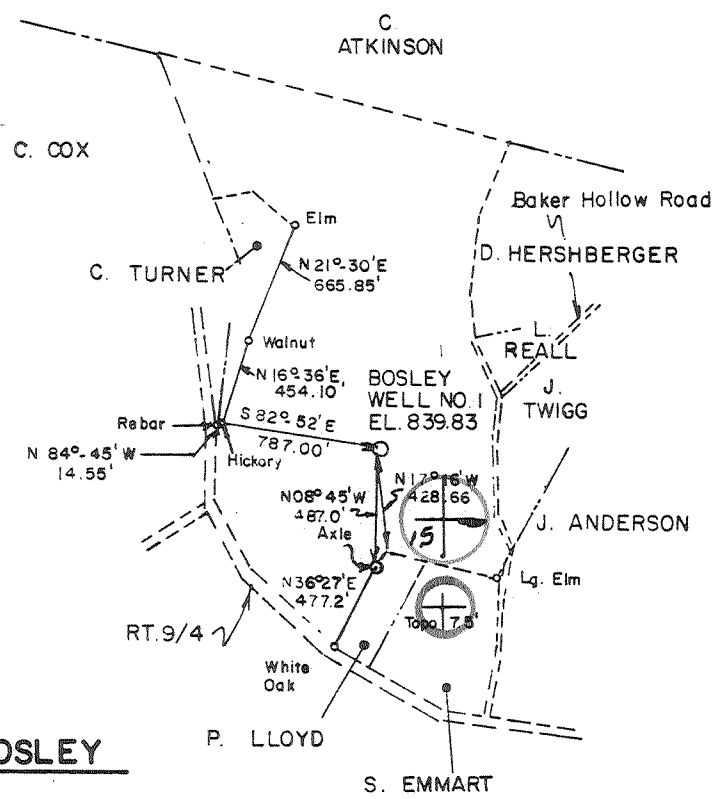 C
ATKINSON
C. COX
Baker Hollow Road
Elm
D. HERSHBERGER
C. TURNER
N 21°-30'E
665.85'
L.
REALL
Walnut
J.
TWIGG
N 16°-36'E,
454.10'
BOSLEY
WELL NO. 1
EL. 839.83
S 82°-52'E
787.00'
Rebar
Hickory
N 84°-45'W
14.55'
N 17°-16'W
428.66
N08°45'W
487.0'
15
J. ANDERSON
Axle
Lg. Elm
N36°27'E
477.2'
Topo 7.5'
RT. 9/4
White
Oak
P. LLOYD
OSLEY
S. EMMART